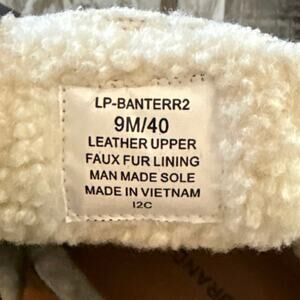 LP-BANTERR2
9M/40
LEATHER UPPER
FAUX FUR LINING
MAN MADE SOLE
MADE IN VIETNAM
I2C